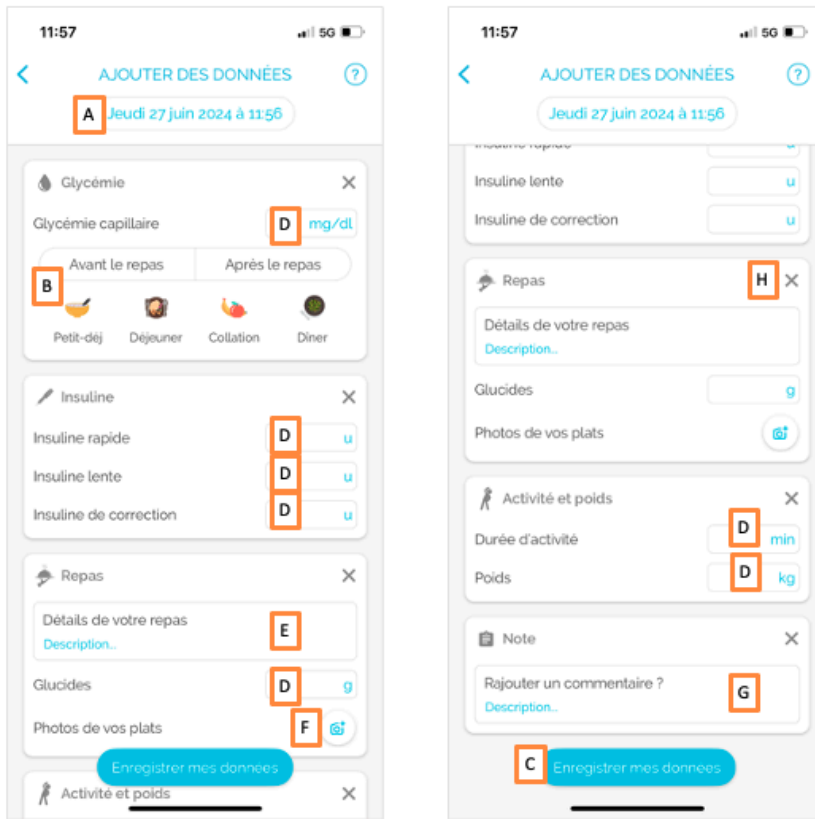 11:57
5G
AJOUTER DES DONNÉES
?
A
Jeudi 27 juin 2024 à 11:56
Glycémie
Glycémie capillaire
D
mg/dl
Avant le repas
Après le repas
B
Petit-déj
Déjeuner
Collation
Dîner
Insuline
Insuline rapide
D
u
Insuline lente
D
u
Insuline de correction
D
u
Repas
Détails de votre repas
E
Description...
Glucides
D
g
Photos de vos plats
F
Enregistrer mes données
Activité et poids
11:57
5G
AJOUTER DES DONNÉES
?
Jeudi 27 juin 2024 à 11:56
Insuline rapide
u
Insuline lente
u
Insuline de correction
u
Repas
H
Détails de votre repas
Description...
Glucides
g
Photos de vos plats
Activité et poids
Durée d'activité
D
min
Poids
D
kg
Note
Rajouter un commentaire ?
G
Description...
C
Enregistrer mes données